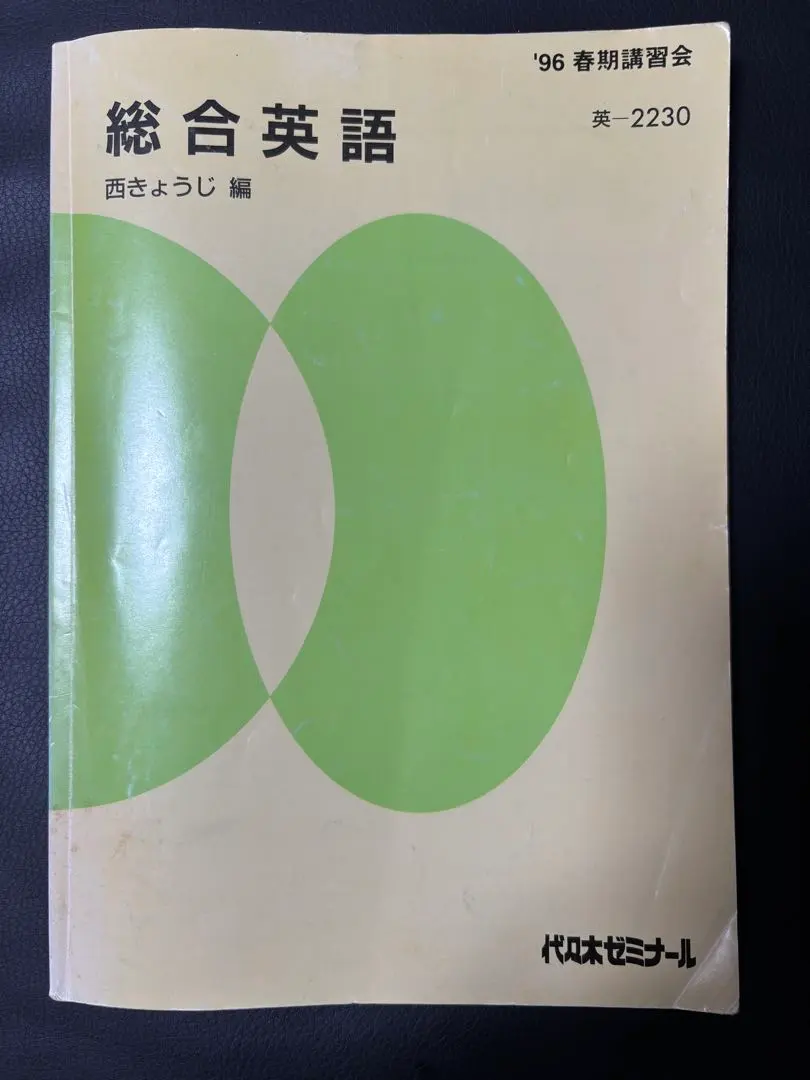 '96 春期講習会
英―2230
総合英語
西きょうじ 編
代々木ゼミナール